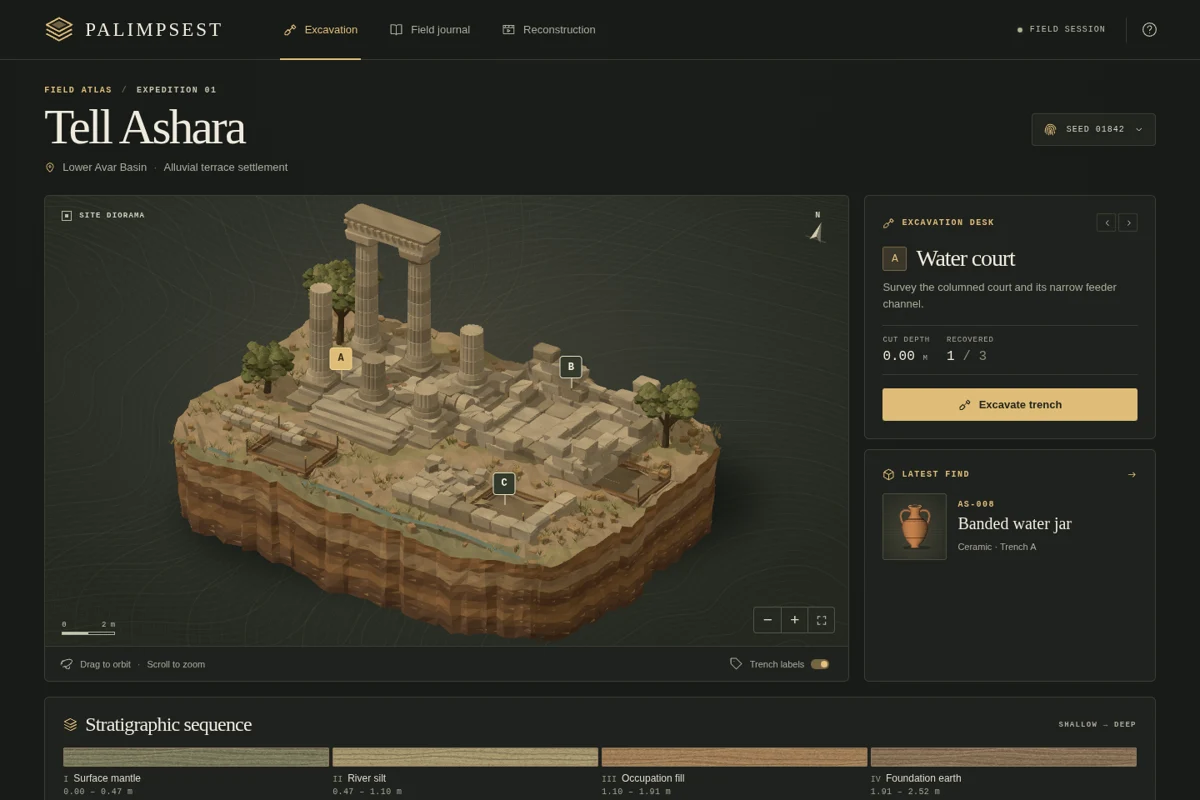 PALIMPSEST
Excavation
Field journal
Reconstruction
FIELD SESSION
FIELD ATLAS / EXPEDITION 01
Tell Ashara
Lower Avar Basin · Alluvial terrace settlement
SEED 01842
SITE DIORAMA
N
A
B
C
0 2 m
Drag to orbit · Scroll to zoom
Trench labels
EXCAVATION DESK
A Water court
Survey the columned court and its narrow feeder
channel.
CUT DEPTH RECOVERED
0.00 M 1 / 3
Excavate trench
LATEST FIND
AS-008
Banded water jar
Ceramic · Trench A
Stratigraphic sequence
SHALLOW — DEEP
I Surface mantle
0.00 – 0.47 m
II River silt
0.47 – 1.10 m
III Occupation fill
1.10 – 1.91 m
IV Foundation earth
1.91 – 2.52 m